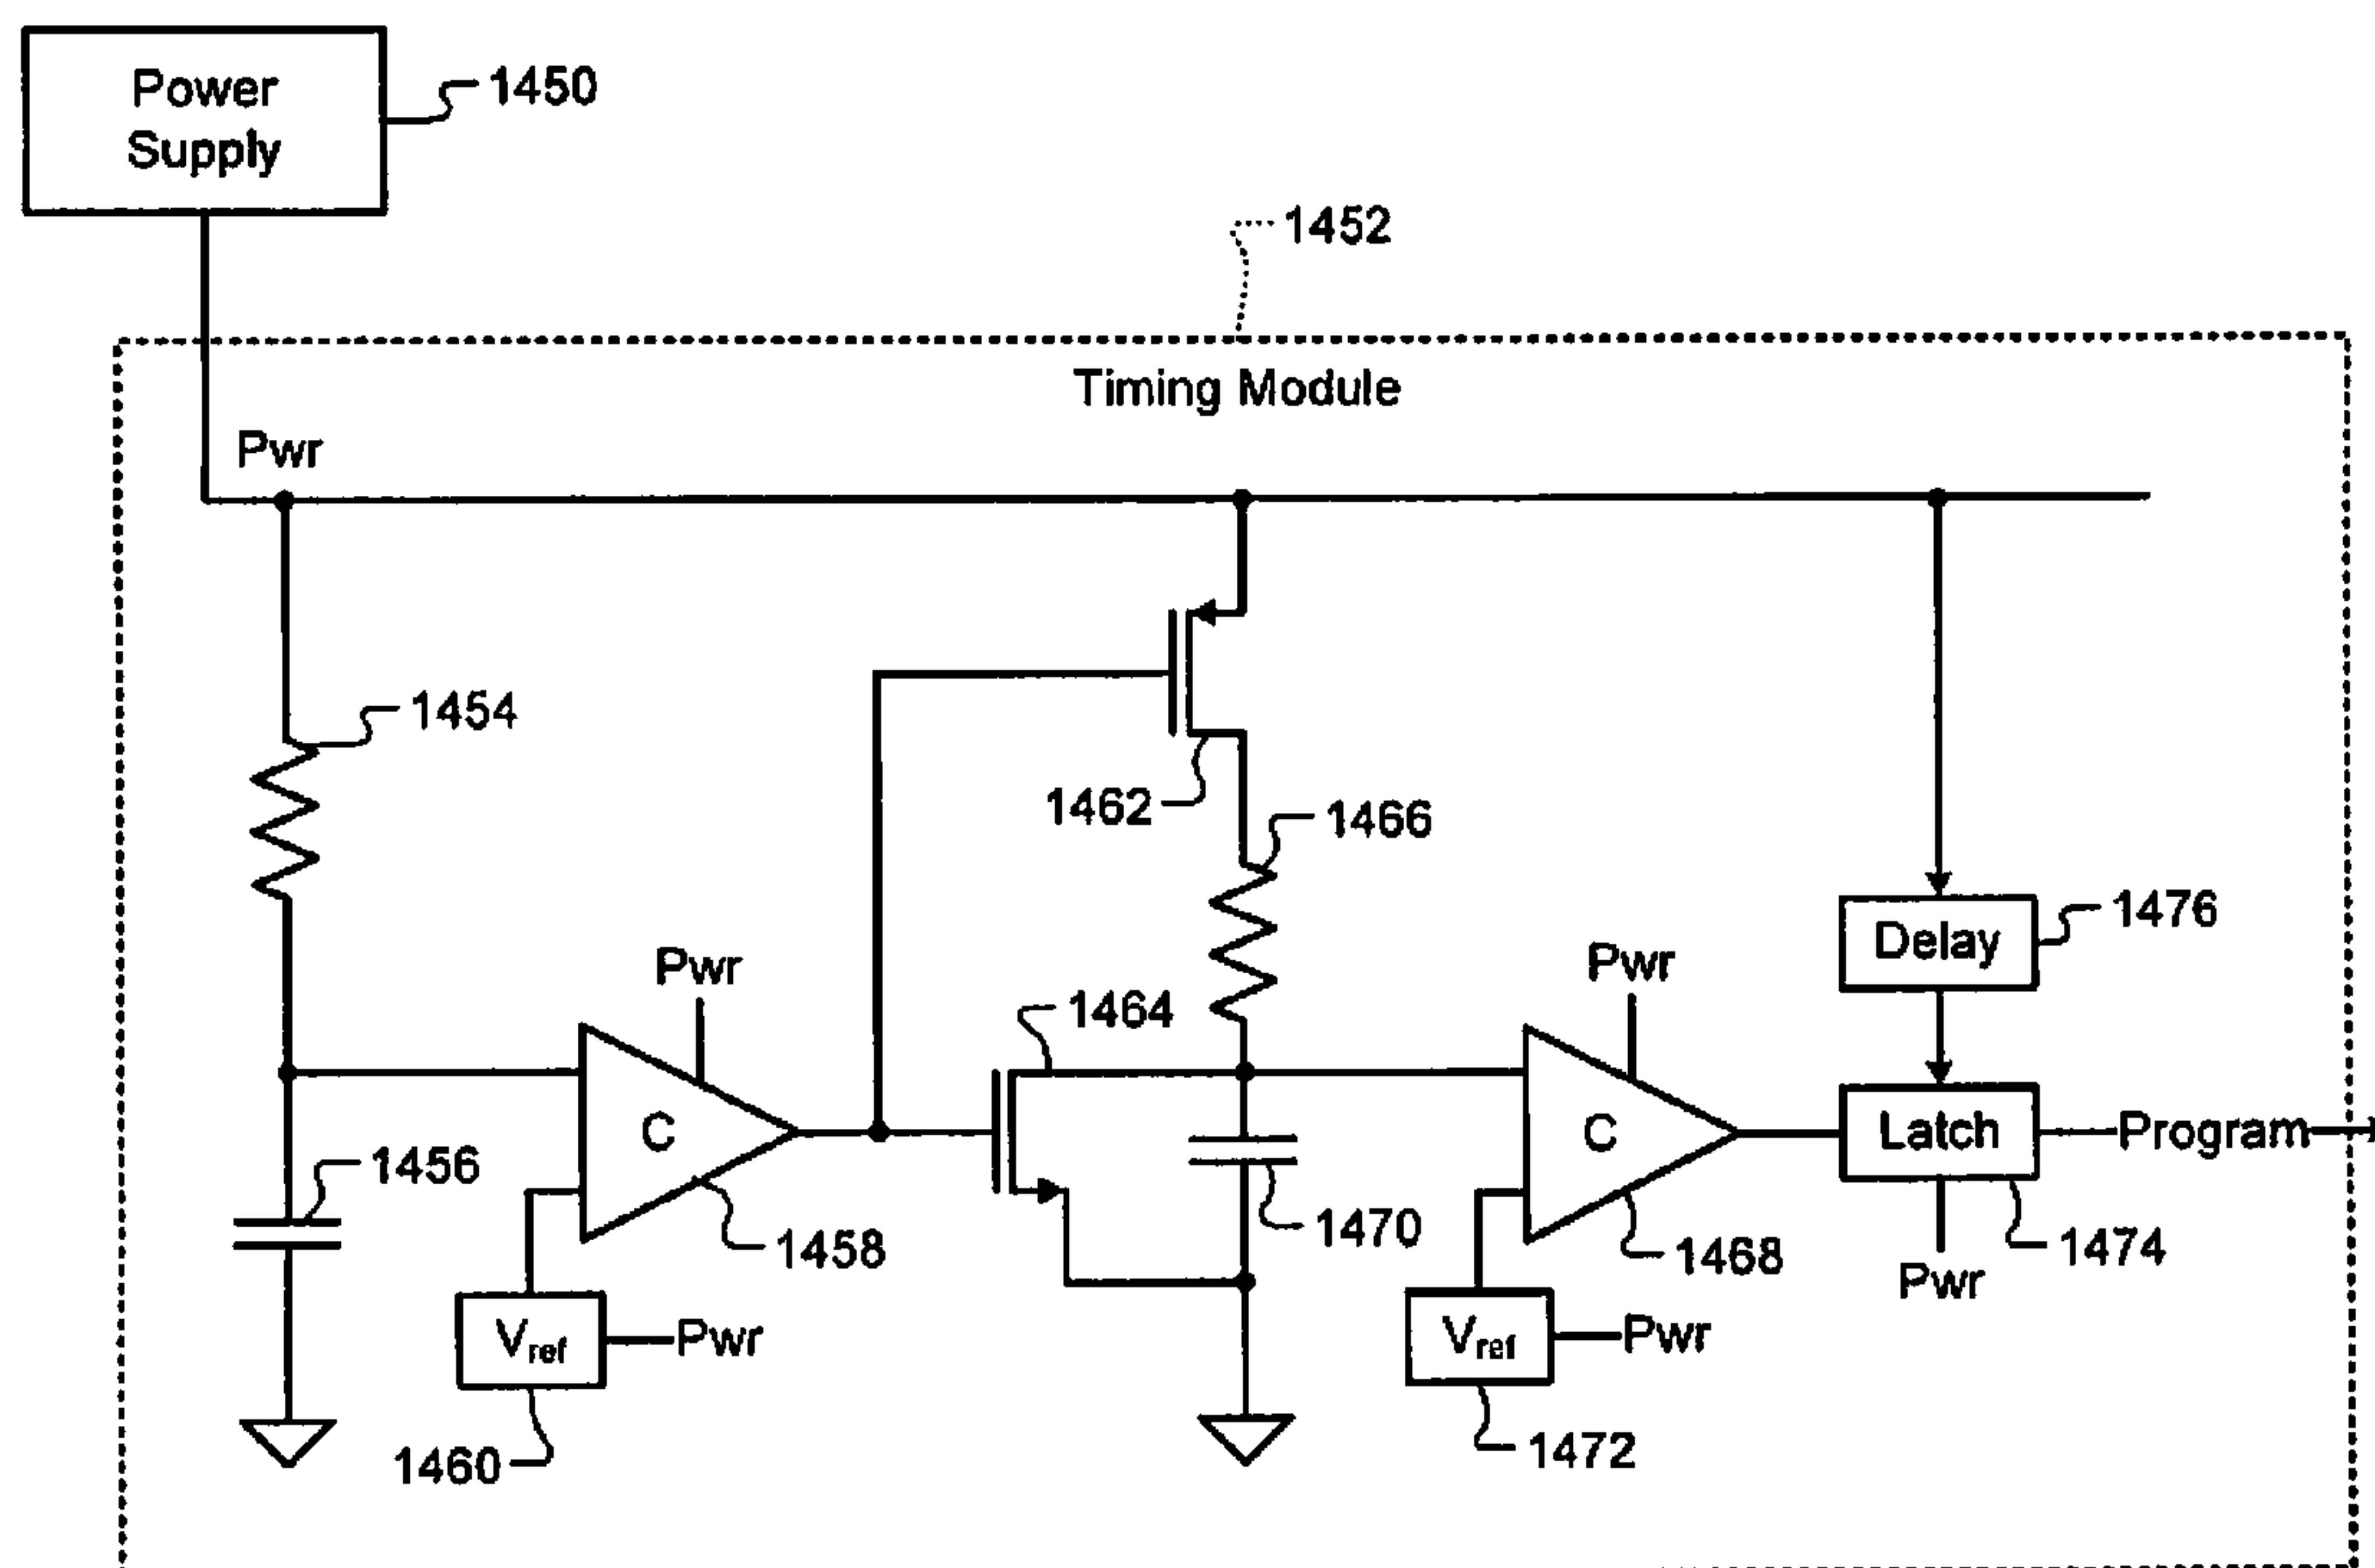 Power
Supply
1450
1452
Timing Module
Pwr
1454
1462
1466
1476
Delay
Pwr
Pwr
1464
C
C
Latch
Program
1456
1470
1458
1468
1474
Pwr
Vref
Pwr
Vref
Pwr
1460
1472